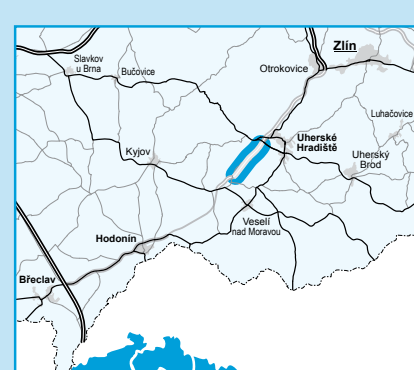 Zlín
Slavkov
u Brna
Bučovice
Otrokovice
Luhačovice
Uherské
Hradiště
Kyjov
Uherský
Brod
Veselí
nad Moravou
Hodonín
Břeclav